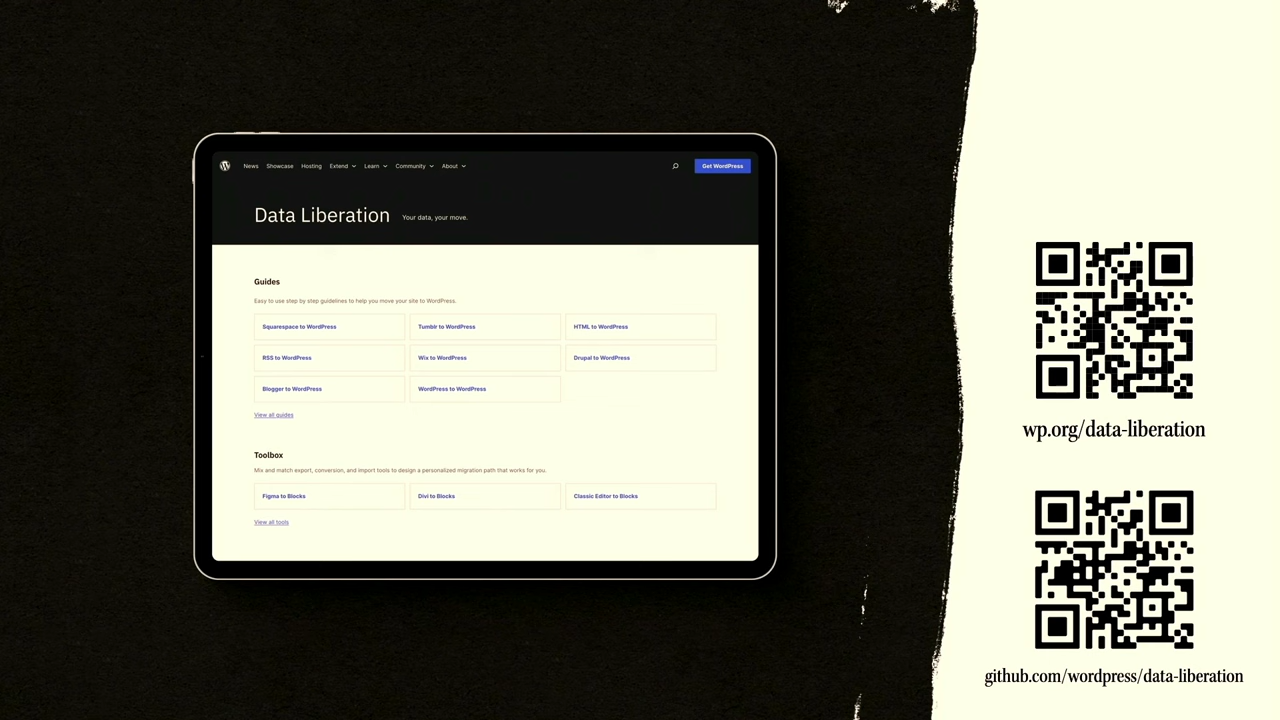 News Showcase Hosting Extend Learn Community About
Get WordPress
Data Liberation
Your data, your move.
Guides
Easy to use step by step guidelines to help you move your site to WordPress.
Squarespace to WordPress
Tumblr to WordPress
HTML to WordPress
RSS to WordPress
Wix to WordPress
Drupal to WordPress
Blogger to WordPress
WordPress to WordPress
View all guides
Toolbox
Mix and match export, conversion, and import tools to design a personalized migration path that works for you.
Figma to Blocks
Divi to Blocks
Classic Editor to Blocks
View all tools
wp.org/data-liberation
github.com/wordpress/data-liberation